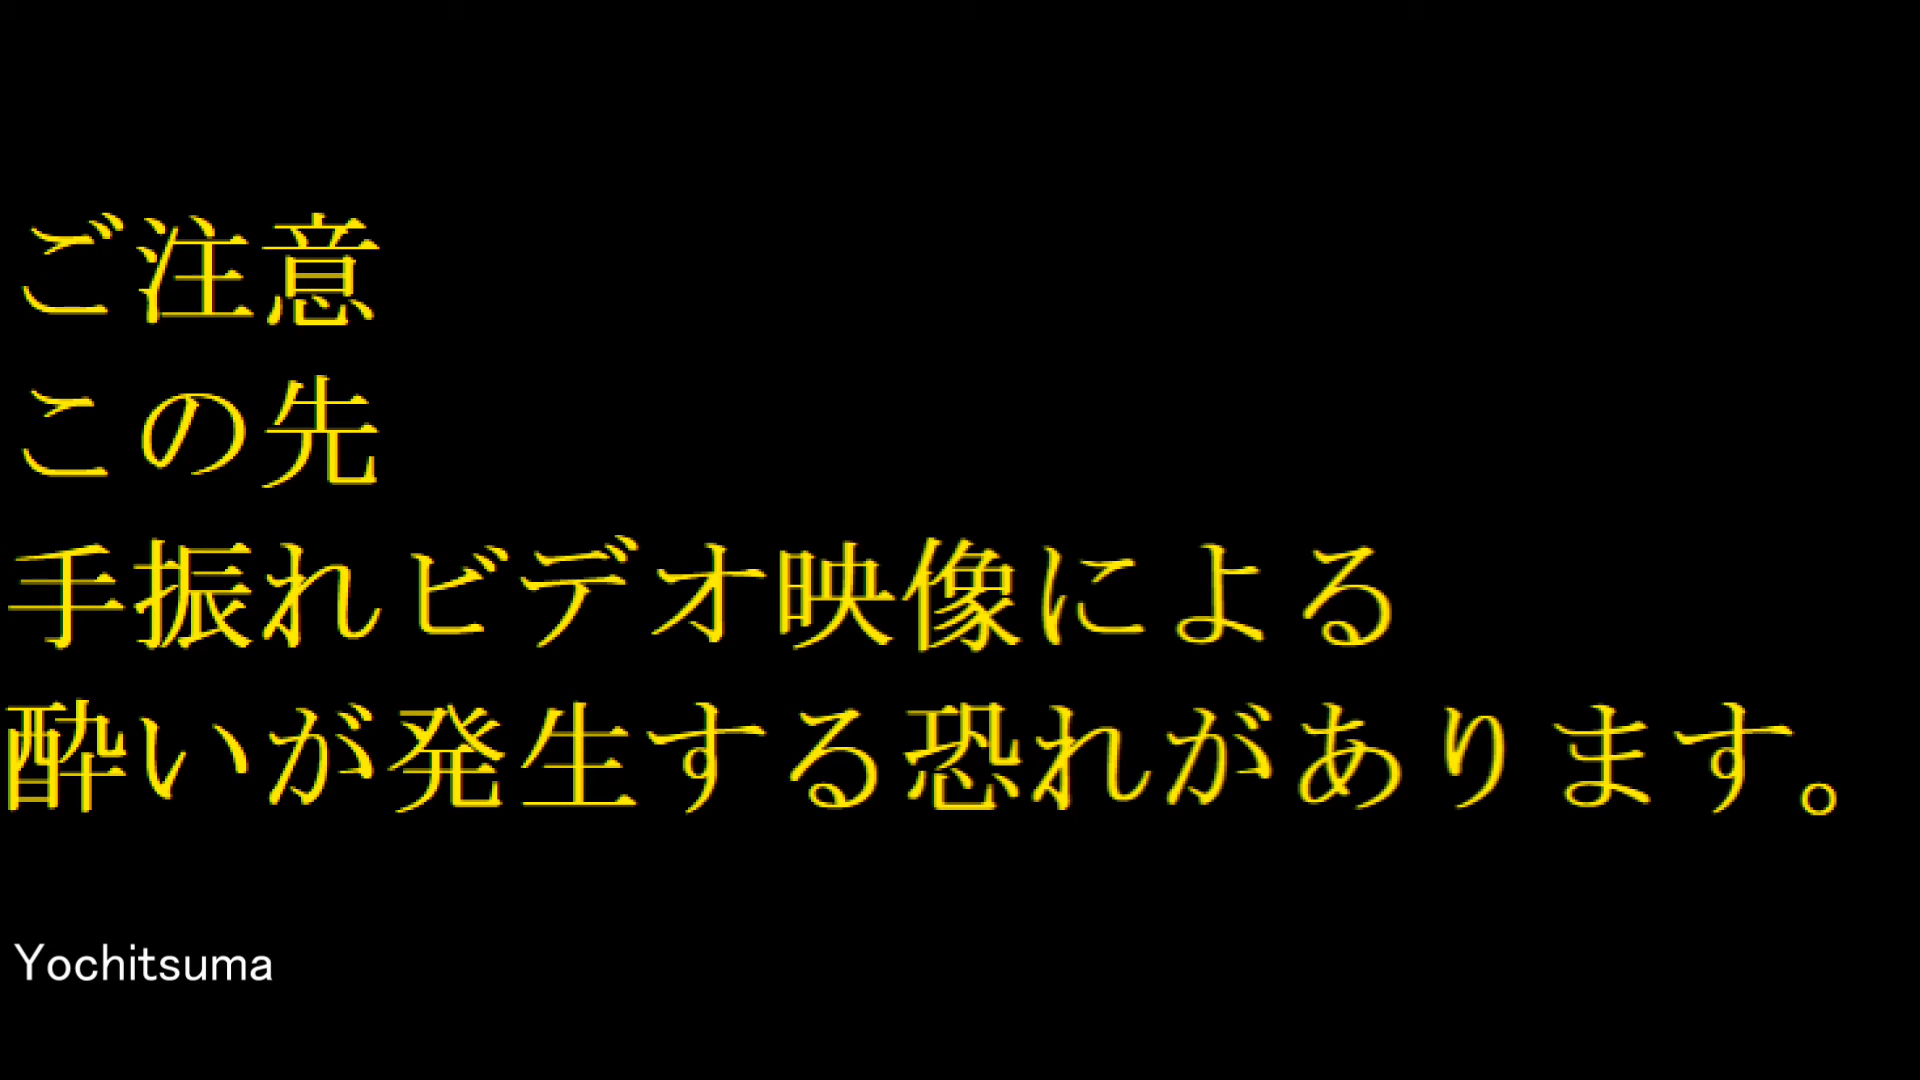 ご注意
この先
手振れビデオ映像による
酔いが発生する恐れがあります。
Yochitsuma